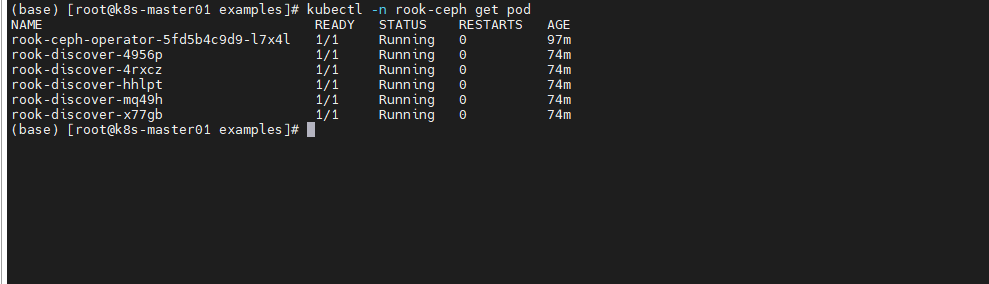 (base) [root@k8s-master01 examples]# kubectl -n rook-ceph get pod
NAME READY STATUS RESTARTS AGE
rook-ceph-operator-5fd5b4c9d9-l7x4l 1/1 Running 0 97m
rook-discover-4956p 1/1 Running 0 74m
rook-discover-4rxcz 1/1 Running 0 74m
rook-discover-hhlpt 1/1 Running 0 74m
rook-discover-mq49h 1/1 Running 0 74m
rook-discover-x77gb 1/1 Running 0 74m
(base) [root@k8s-master01 examples]#